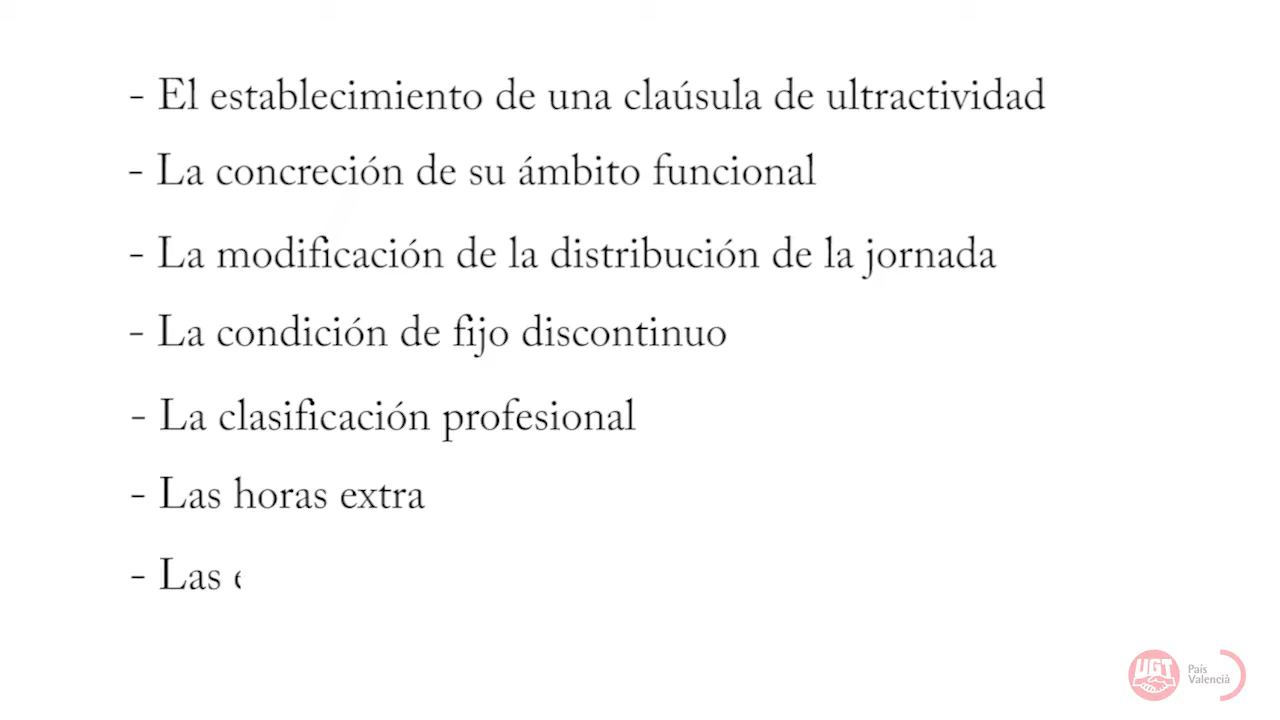 - El establecimiento de una claúsula de ultractividad
- La concreción de su ámbito funcional
- La modificación de la distribución de la jornada
- La condición de fijo discontinuo
- La clasificación profesional
- Las horas extra
- Las
UGT
País
Valencià